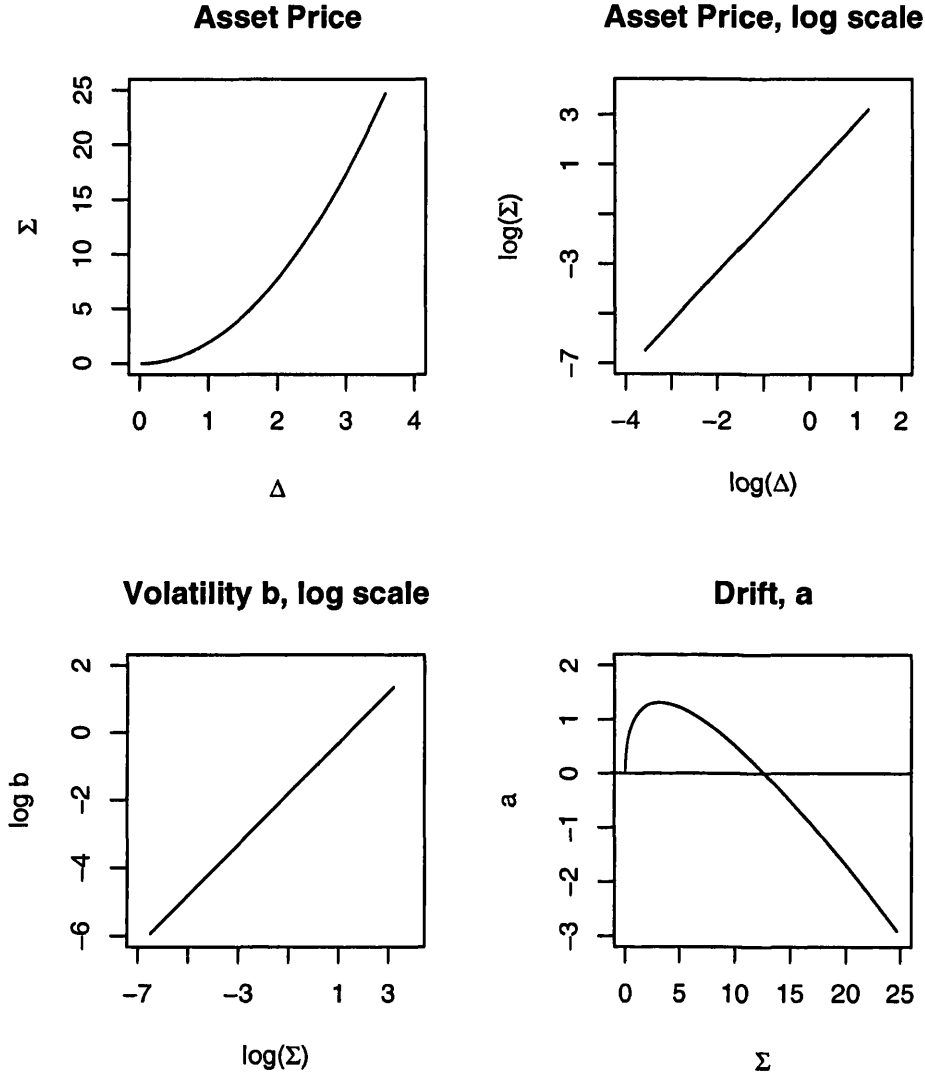 Asset Price
Σ
25
20
15
10
5
0
0 1 2 3 4
Δ
Asset Price, log scale
log(Σ)
3
1
−3
−7
−4 −2 0 1 2
log(Δ)
Volatility b, log scale
log b
2
0
−2
−4
−6
−7 −3 1 3
log(Σ)
Drift, a
a
2
1
0
−1
−2
−3
0 5 10 15 20 25
Σ